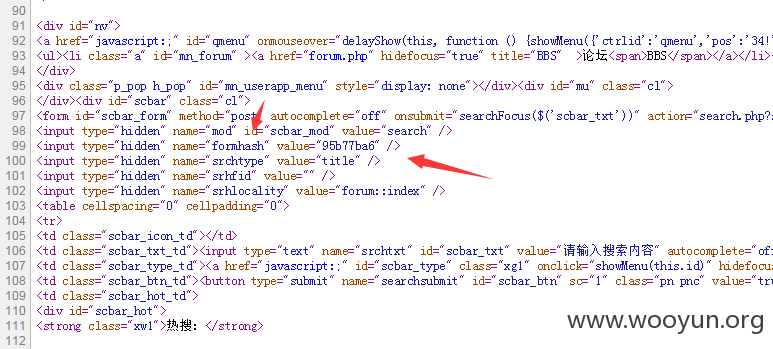 90
91 <div id="nv">
92 <a href="javascript:;" id="qmenu" onmouseover="delayShow(this, function () {showMenu({'ctrlid':'qmenu','pos':'34!'
93 <ul><li class="a" id="mn_forum" ><a href="forum.php" hidefocus="true" title="BBS" >论坛<span>BBS</span></a></li>
94 </div>
95 <div class="p_pop h_pop" id="mn_userapp_menu" style="display: none"></div><div id="mu" class="cl">
96 </div><div id="scbar" class="cl">
97 <form id="scbar_form" method="post" autocomplete="off" onsubmit="searchFocus($('scbar_txt'))" action="search.php?
98 <input type="hidden" name="mod" id="scbar_mod" value="search" />
99 <input type="hidden" name="formhash" value="95b77ba6" />
100 <input type="hidden" name="srchtype" value="title" />
101 <input type="hidden" name="srhfid" value="" />
102 <input type="hidden" name="srhlocality" value="forum::index" />
103 <table cellspacing="0" cellpadding="0">
104 <tr>
105 <td class="scbar_icon_td"></td>
106 <td class="scbar_txt_td"><input type="text" name="srchtxt" id="scbar_txt" value="请输入搜索内容" autocomplete="of
107 <td class="scbar_type_td"><a href="javascript:;" id="scbar_type" class="xg1" onclick="showMenu(this.id)" hidefocus
108 <td class="scbar_btn_td"><button type="submit" name="searchsubmit" id="scbar_btn" sc="1" class="pn pnc" value="tru
109 <td class="scbar_hot_td">
110 <div id="scbar_hot">
111 <strong class="xw1">热搜: </strong>
112
www.wooyun.org